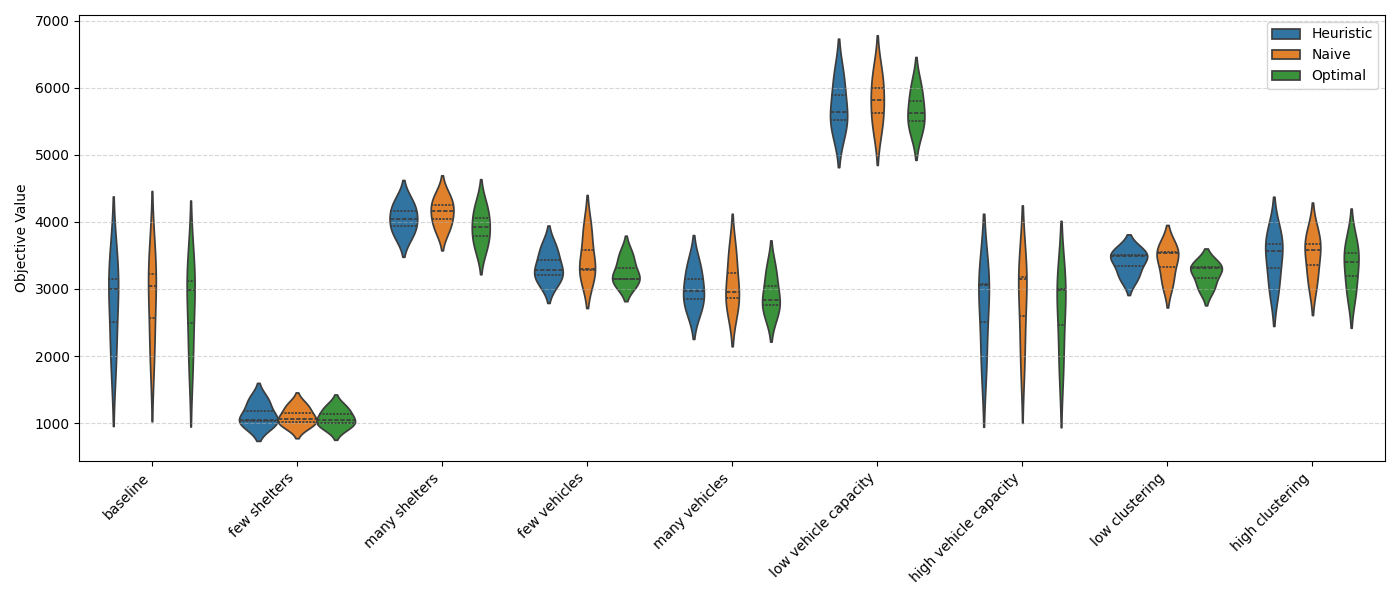 7000
6000
5000
4000
3000
2000
1000
Objective Value
Heuristic
Naive
Optimal
baseline
few shelters
many shelters
few vehicles
many vehicles
low vehicle capacity
high vehicle capacity
low clustering
high clustering